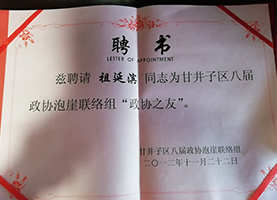 聘书
LETTER OF APPOINTMENT
兹聘请 祖延滨 同志为甘井子区八届
政协泡崖联络组“政协之友”。
甘井子区八届政协泡崖联络组
二〇一二年十一月二十二日